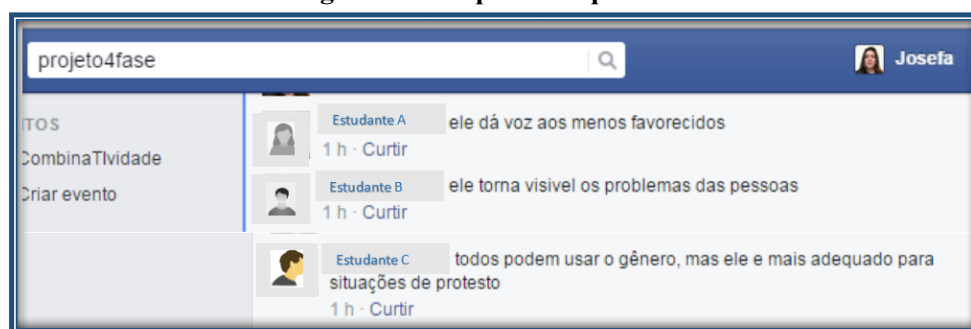 projeto4fase
Josefa
Estudante A ele dá voz aos menos favorecidos
1 h · Curtir
CombinaTIvidade
Criar evento
Estudante B ele torna visivel os problemas das pessoas
1 h · Curtir
Estudante C todos podem usar o gênero, mas ele e mais adequado para
situações de protesto
1 h · Curtir